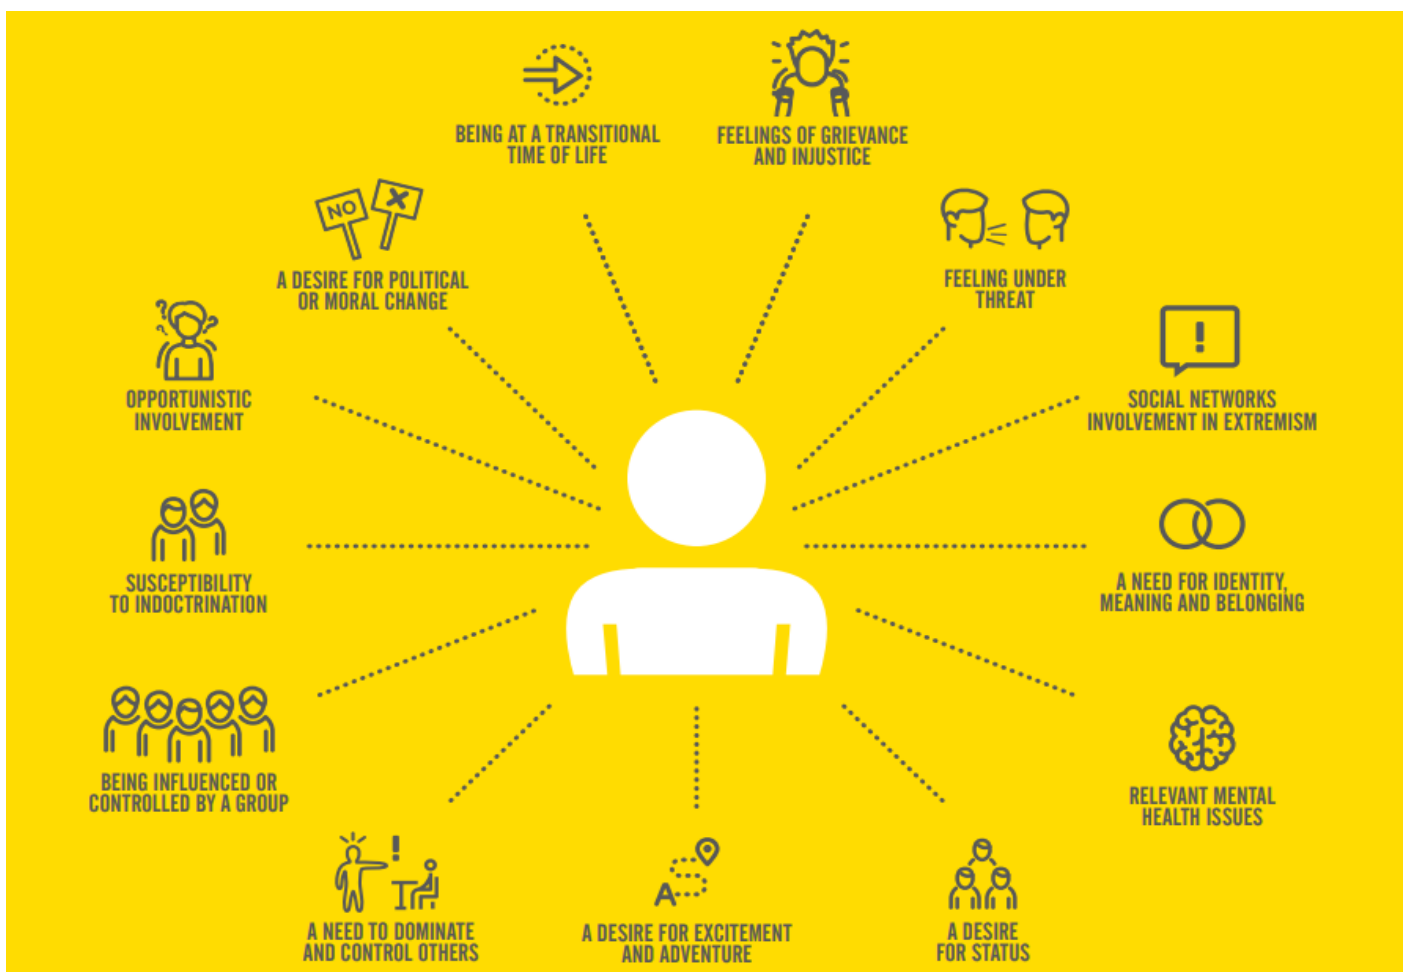 BEING AT A TRANSITIONAL
TIME OF LIFE
FEELINGS OF GRIEVANCE
AND INJUSTICE
NO
X
A DESIRE FOR POLITICAL
OR MORAL CHANGE
FEELING UNDER
THREAT
OPPORTUNISTIC
INVOLVEMENT
!
SOCIAL NETWORKS
INVOLVEMENT IN EXTREMISM
SUSCEPTIBILITY
TO INDOCTRINATION
A NEED FOR IDENTITY,
MEANING AND BELONGING
BEING INFLUENCED OR
CONTROLLED BY A GROUP
RELEVANT MENTAL
HEALTH ISSUES
!
A NEED TO DOMINATE
AND CONTROL OTHERS
A
A DESIRE FOR EXCITEMENT
AND ADVENTURE
A DESIRE
FOR STATUS